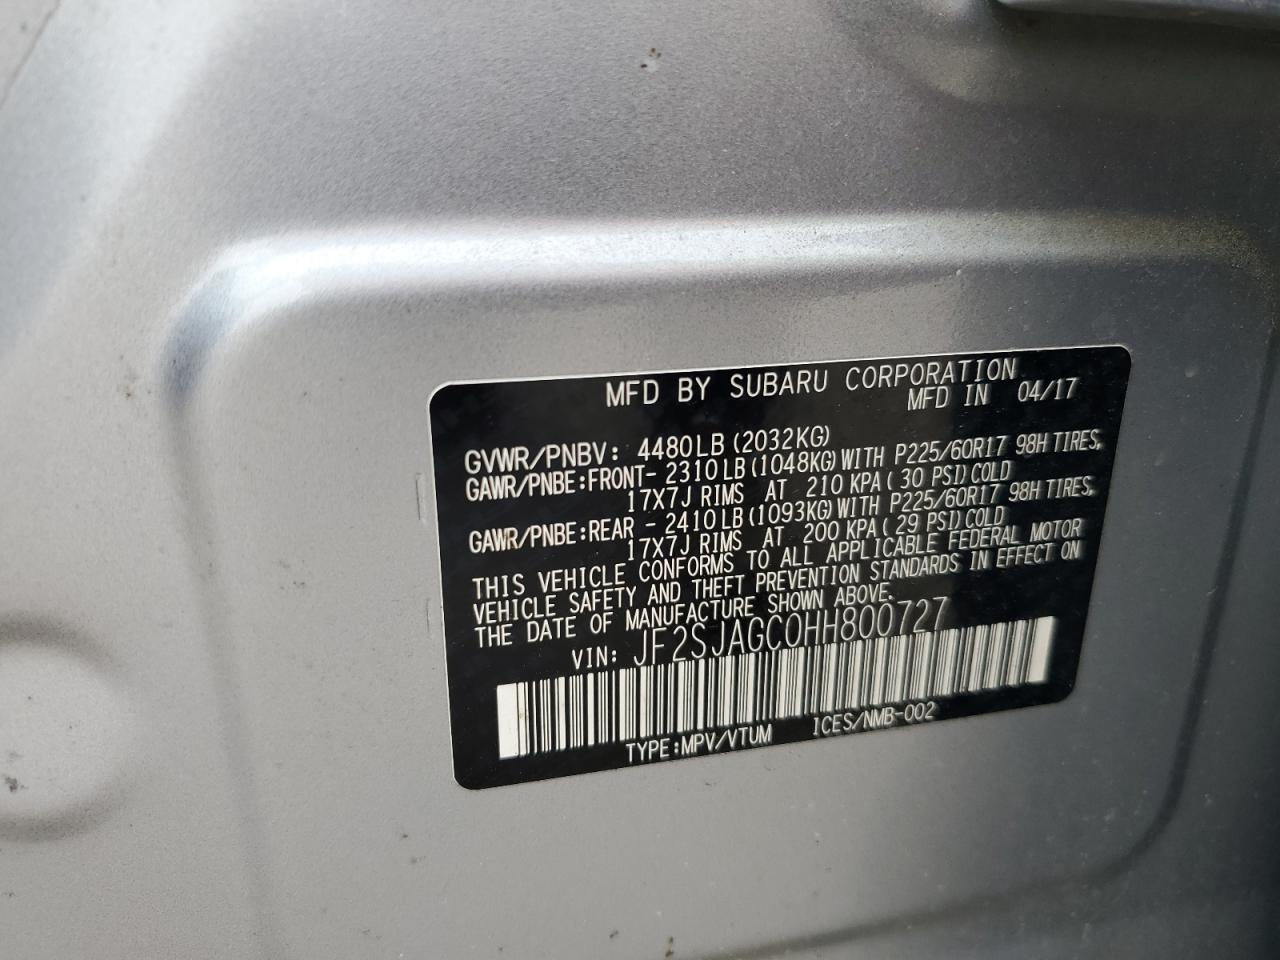 MFD BY SUBARU CORPORATION
MFD IN 04/17
GVWR/PNBV: 4480LB(2032KG)
GAWR/PNBE:FRONT- 2310LB(1048KG)WITH P225/60R17 98H TIRES,
17X7J RIMS AT 210 KPA( 30 PSI)COLD
GAWR/PNBE:REAR - 2410LB(1093KG)WITH P225/60R17 98H TIRES,
17X7J RIMS AT 200 KPA( 29 PSI)COLD
THIS VEHICLE CONFORMS TO ALL APPLICABLE FEDERAL MOTOR
VEHICLE SAFETY AND THEFT PREVENTION STANDARDS IN EFFECT ON
THE DATE OF MANUFACTURE SHOWN ABOVE.
VIN: JF2SJAGC0HH800727
TYPE:MPV/VTUM ICES/NMB-002